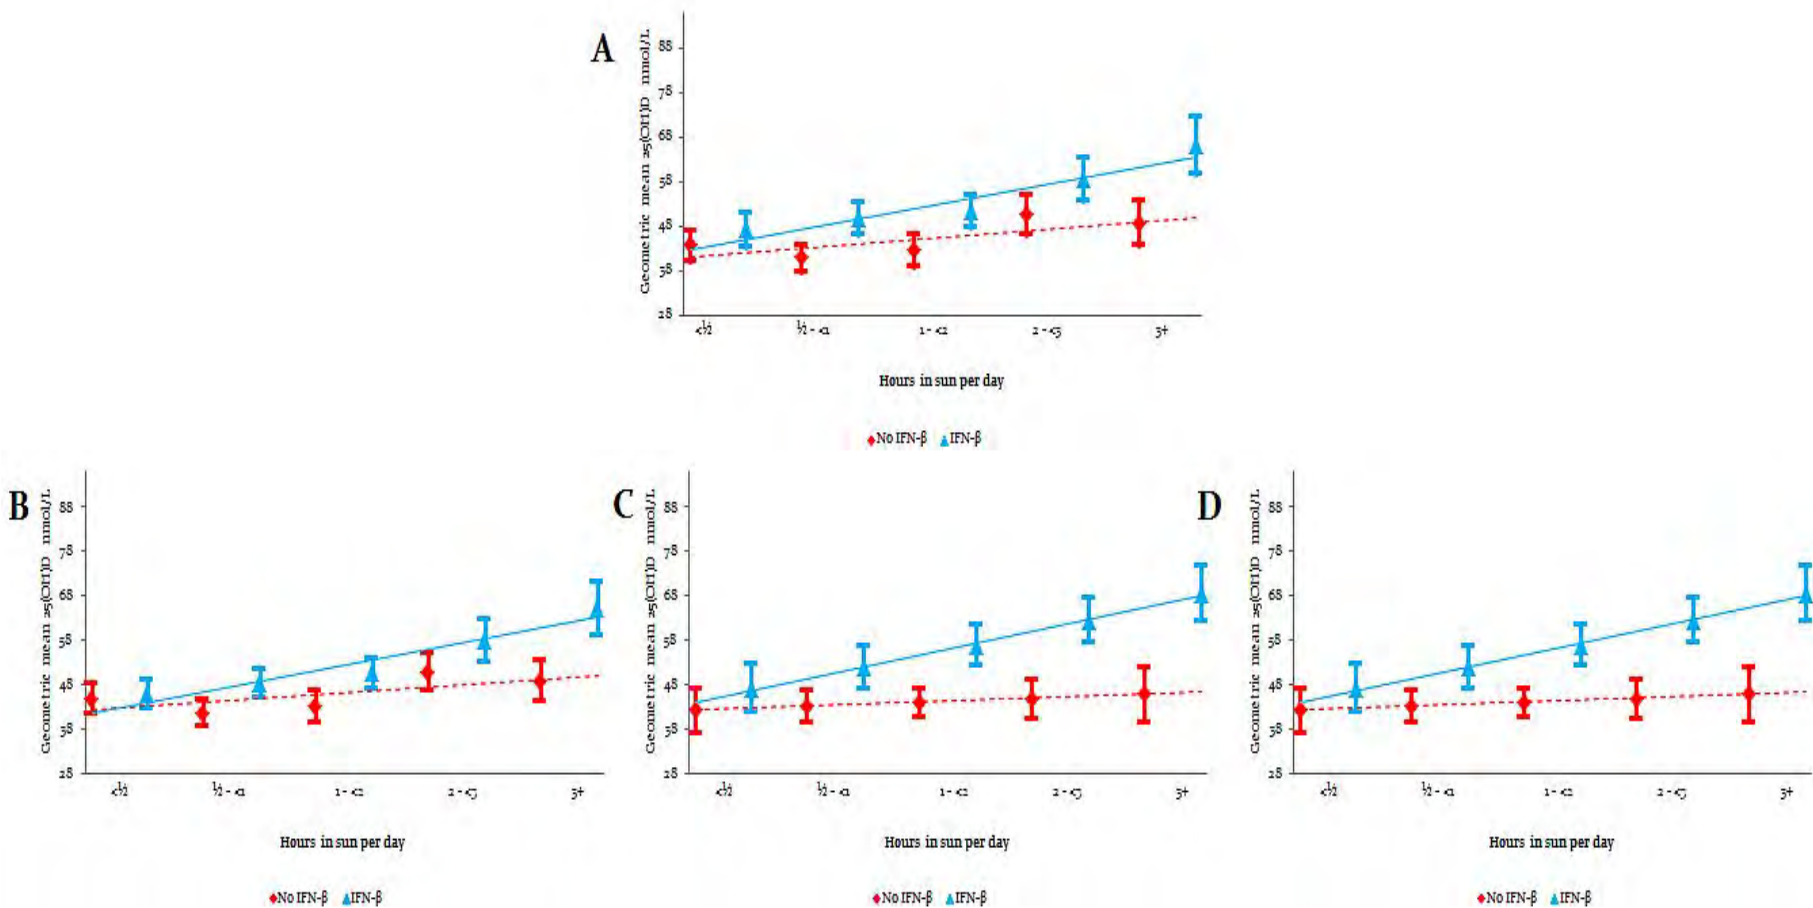 A
Geometric mean 25(OH)D nmol/L
88
78
68
58
48
38
28
<½
½ - <1
1 - <2
2 - <3
3+
Hours in sun per day
No IFN-β
IFN-β
B
Geometric mean 25(OH)D nmol/L
88
78
68
58
48
38
28
<½
½ - <1
1 - <2
2 - <3
3+
Hours in sun per day
No IFN-β
IFN-β
C
Geometric mean 25(OH)D nmol/L
88
78
68
58
48
38
28
<½
½ - <1
1 - <2
2 - <3
3+
Hours in sun per day
No IFN-β
IFN-β
D
Geometric mean 25(OH)D nmol/L
88
78
68
58
48
38
28
<½
½ - <1
1 - <2
2 - <3
3+
Hours in sun per day
No IFN-β
IFN-β